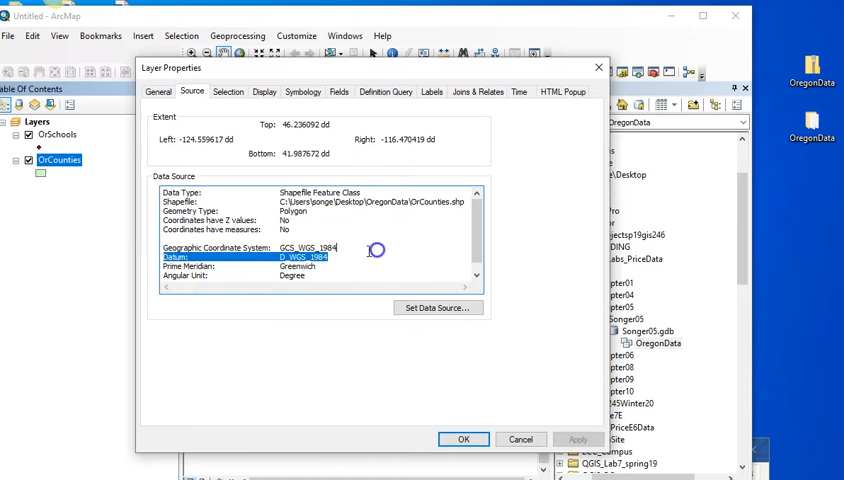 Untitled - ArcMap
File Edit View Bookmarks Insert Selection Geoprocessing Customize Windows Help
Table Of Contents
Layers
OrSchools
OrCounties
Layer Properties
General Source Selection Display Symbology Fields Definition Query Labels Joins & Relates Time HTML Popup
Extent
Top: 46.236092 dd
Left: -124.559617 dd Right: -116.470419 dd
Bottom: 41.987672 dd
Data Source
Data Type: Shapefile Feature Class
Shapefile: C:\Users\songe\Desktop\OregonData\OrCounties.shp
Geometry Type: Polygon
Coordinates have Z values: No
Coordinates have measures: No
Geographic Coordinate System: GCS_WGS_1984
Datum: D_WGS_1984
Prime Meridian: Greenwich
Angular Unit: Degree
Set Data Source...
OK Cancel Apply
OregonData
Songer05.gdb
OregonData
QGIS_Lab7_spring19
OregonData
OregonData